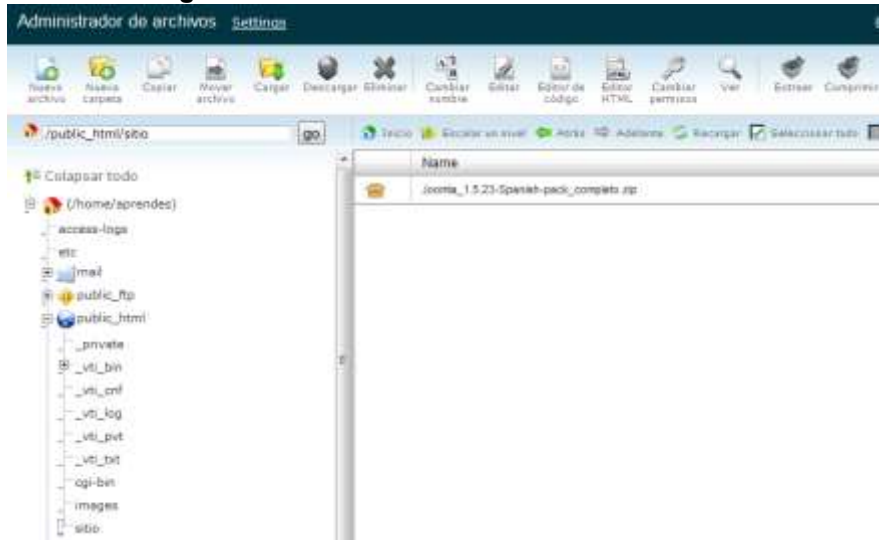 Administrador de archivos Settings
Nuevo archivo
Nueva carpeta
Copiar
Mover archivo
Cargar
Descargar
Eliminar
Cambiar nombre
Editar
Editor de código
Editor HTML
Cambiar permisos
Ver
Extraer
Comprimir
/public_html/sitio go
Inicio Escalar un nivel Atrás Adelante Recargar Seleccionar todo
Name
Joomla_1.5.23-Spanish-pack_completo.zip
Colapsar todo
(/home/aprendes)
access-logs
etc
mail
public_ftp
public_html
_private
_vti_bin
_vti_cnf
_vti_log
_vti_pvt
_vti_txt
cgi-bin
images
sitio